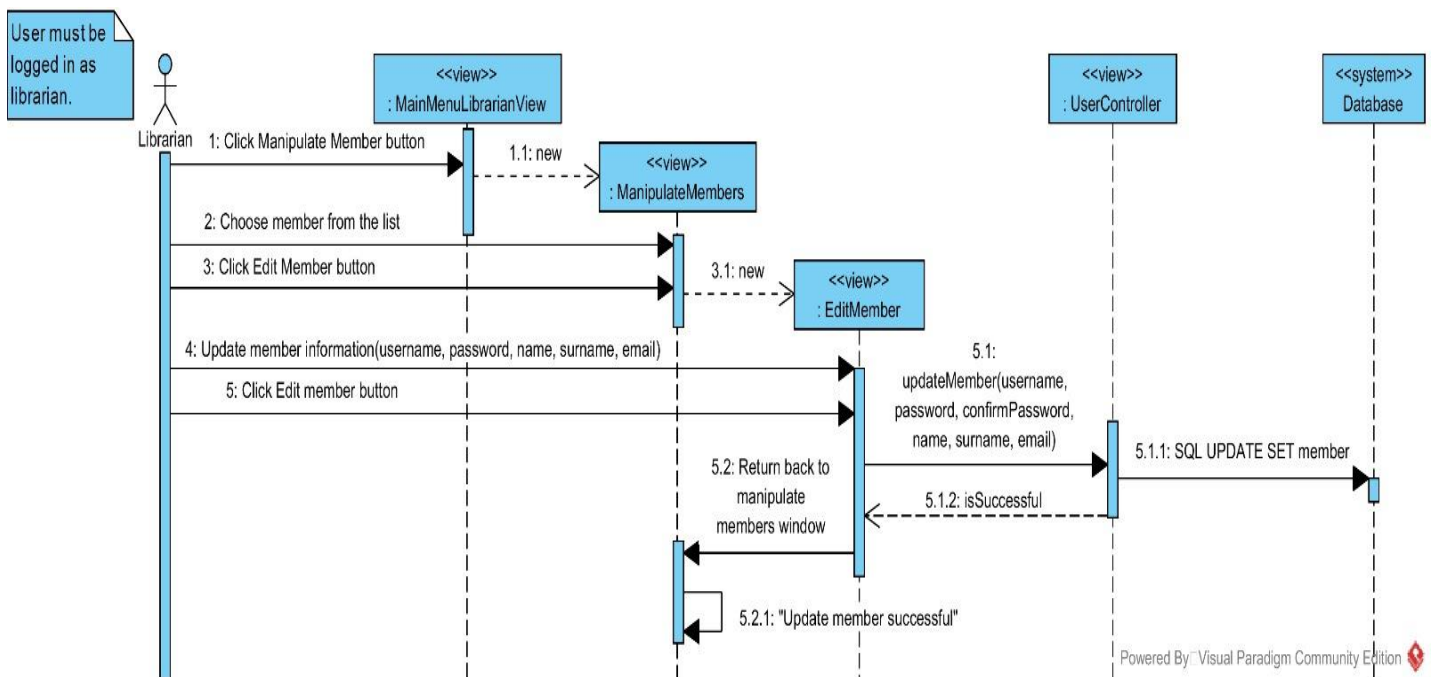 User must be
logged in as
librarian.
Librarian
<<view>>
: MainMenuLibrarianView
<<view>>
: UserController
<<system>>
Database
1: Click Manipulate Member button
1.1: new
<<view>>
: ManipulateMembers
2: Choose member from the list
3: Click Edit Member button
3.1: new
<<view>>
: EditMember
4: Update member information(username, password, name, surname, email)
5: Click Edit member button
5.1:
updateMember(username,
password, confirmPassword,
name, surname, email)
5.1.1: SQL UPDATE SET member
5.1.2: isSuccessful
5.2: Return back to
manipulate
members window
5.2.1: "Update member successful"
Powered By Visual Paradigm Community Edition